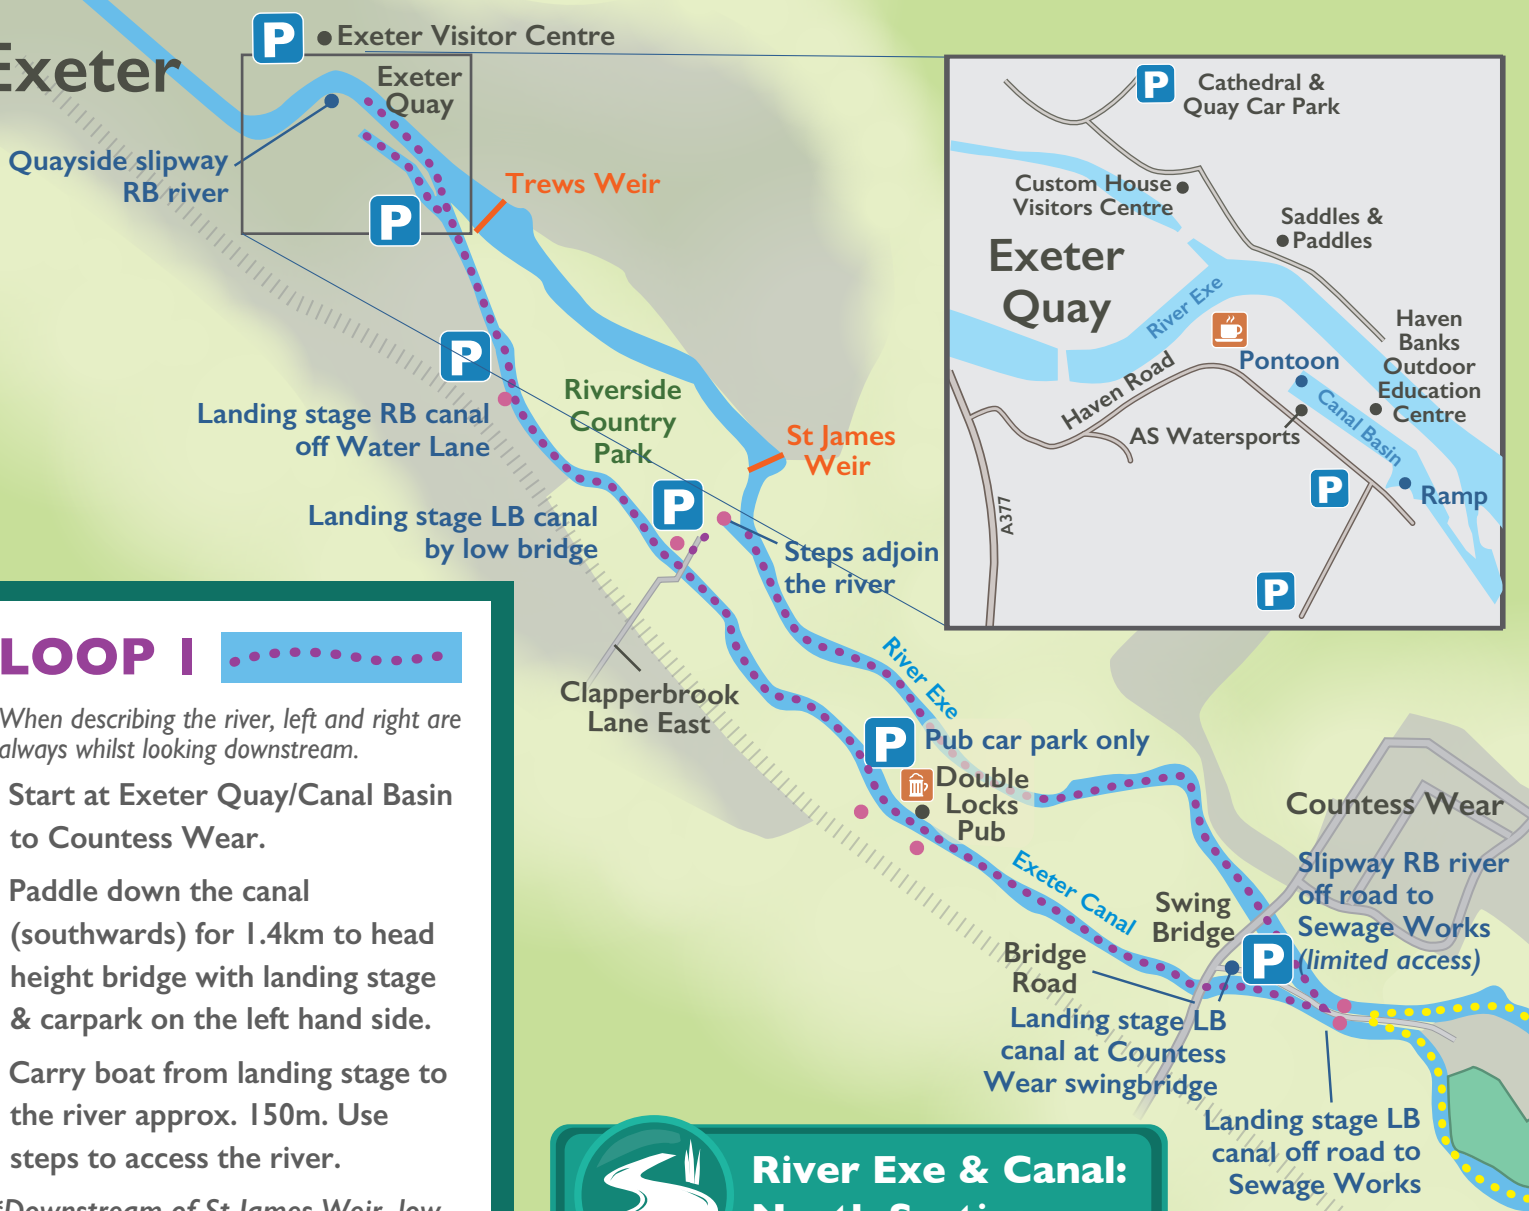 Exeter
P
Exeter Visitor Centre
Exeter
Quay
Quayside slipway
RB river
P
Trews Weir
P
Landing stage RB canal
off Water Lane
Riverside
Country
Park
St James
Weir
Landing stage LB canal
by low bridge
P
Steps adjoin
the river
Clapperbrook
Lane East
River Exe
P
Pub car park only
Double
Locks
Pub
Exeter Canal
Countess Wear
Slipway RB river
off road to
Sewage Works
(limited access)
Swing
Bridge
P
Bridge
Road
Landing stage LB
canal at Countess
Wear swingbridge
Landing stage LB
canal off road to
Sewage Works
P
Cathedral &
Quay Car Park
Custom House
Visitors Centre
Saddles &
Paddles
Exeter
Quay
River Exe
Haven
Banks
Outdoor
Education
Centre
Pontoon
Haven Road
Canal Basin
AS Watersports
P
Ramp
A377
P
LOOP 1
When describing the river, left and right are
always whilst looking downstream.
Start at Exeter Quay/Canal Basin
to Countess Wear.
Paddle down the canal
(southwards) for 1.4km to head
height bridge with landing stage
& carpark on the left hand side.
Carry boat from landing stage to
the river approx. 150m. Use
steps to access the river.
*Downstream of St James Weir, low
River Exe & Canal:
North Section